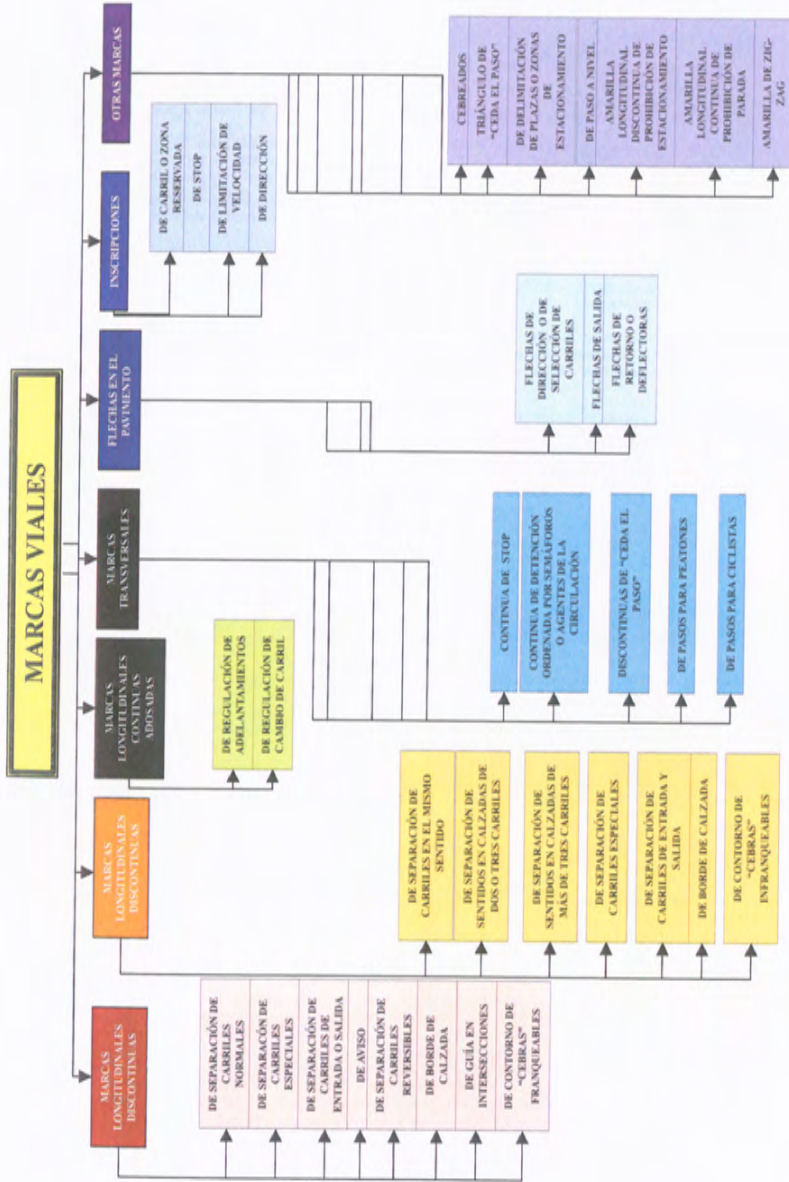 MARCAS VIALES
MARCAS
LONGITUDINALES
DISCONTINUAS
DE SEPARACIÓN DE
CARRILES
NORMALES
DE SEPARACÓN DE
CARRILES
ESPECIALES
DE SEPARACIÓN DE
CARRILES DE
ENTRADA O SALIDA
DE AVISO
DE SEPARACIÓN DE
CARRILES
REVERSIBLES
DE BORDE DE
CALZADA
DE GUÍA EN
INTERSECCIONES
DE CONTORNO DE
"CEBRAS"
FRANQUEABLES
MARCAS
LONGITUDINALES
DISCONTINUAS
DE SEPARACIÓN DE
CARRILES EN EL MISMO
SENTIDO
DE SEPARACIÓN DE
SENTIDOS EN CALZADAS DE
DOS O TRES CARRILES
DE SEPARACIÓN DE
SENTIDOS EN CALZADAS DE
MÁS DE TRES CARRILES
DE SEPARACIÓN DE
CARRILES ESPECIALES
DE SEPARACIÓN DE
CARRILES DE ENTRADA Y
SALIDA
DE BORDE DE CALZADA
DE CONTORNO DE
"CEBRAS"
INFRANQUEABLES
MARCAS
LONGITUDINALES
CONTINUAS
ADOSADAS
DE REGULACIÓN DE
ADELANTAMIENTOS
DE REGULACIÓN DE
CAMBIO DE CARRIL
MARCAS
TRANSVERSALES
CONTINUA DE STOP
CONTINUA DE DETENCIÓN
ORDENADA POR SEMÁFOROS
O AGENTES DE LA
CIRCULACIÓN
DISCONTINUAS DE "CEDA EL
PASO"
DE PASOS PARA PEATONES
DE PASOS PARA CICLISTAS
FLECHAS EN EL
PAVIMENTO
FLECHAS DE
DIRECCIÓN O DE
SELECCIÓN DE
CARRILES
FLECHAS DE SALIDA
FLECHAS DE
RETORNO O
DEFLECTORAS
INSCRIPCIONES
DE CARRIL O ZONA
RESERVADA
DE STOP
DE LIMITACIÓN DE
VELOCIDAD
DE DIRECCIÓN
OTRAS MARCAS
CEBREADOS
TRIÁNGULO DE
"CEDA EL PASO"
DE DELIMITACIÓN
DE PLAZAS O ZONAS
DE
ESTACIONAMIENTO
DE PASO A NIVEL
AMARILLA
LONGITUDINAL
DISCONTINUA DE
PROHIBICIÓN DE
ESTACIONAMIENTO
AMARILLA
LONGITUDINAL
CONTINUA DE
PROHIBICIÓN DE
PARADA
AMARILLA DE ZIG-
ZAG